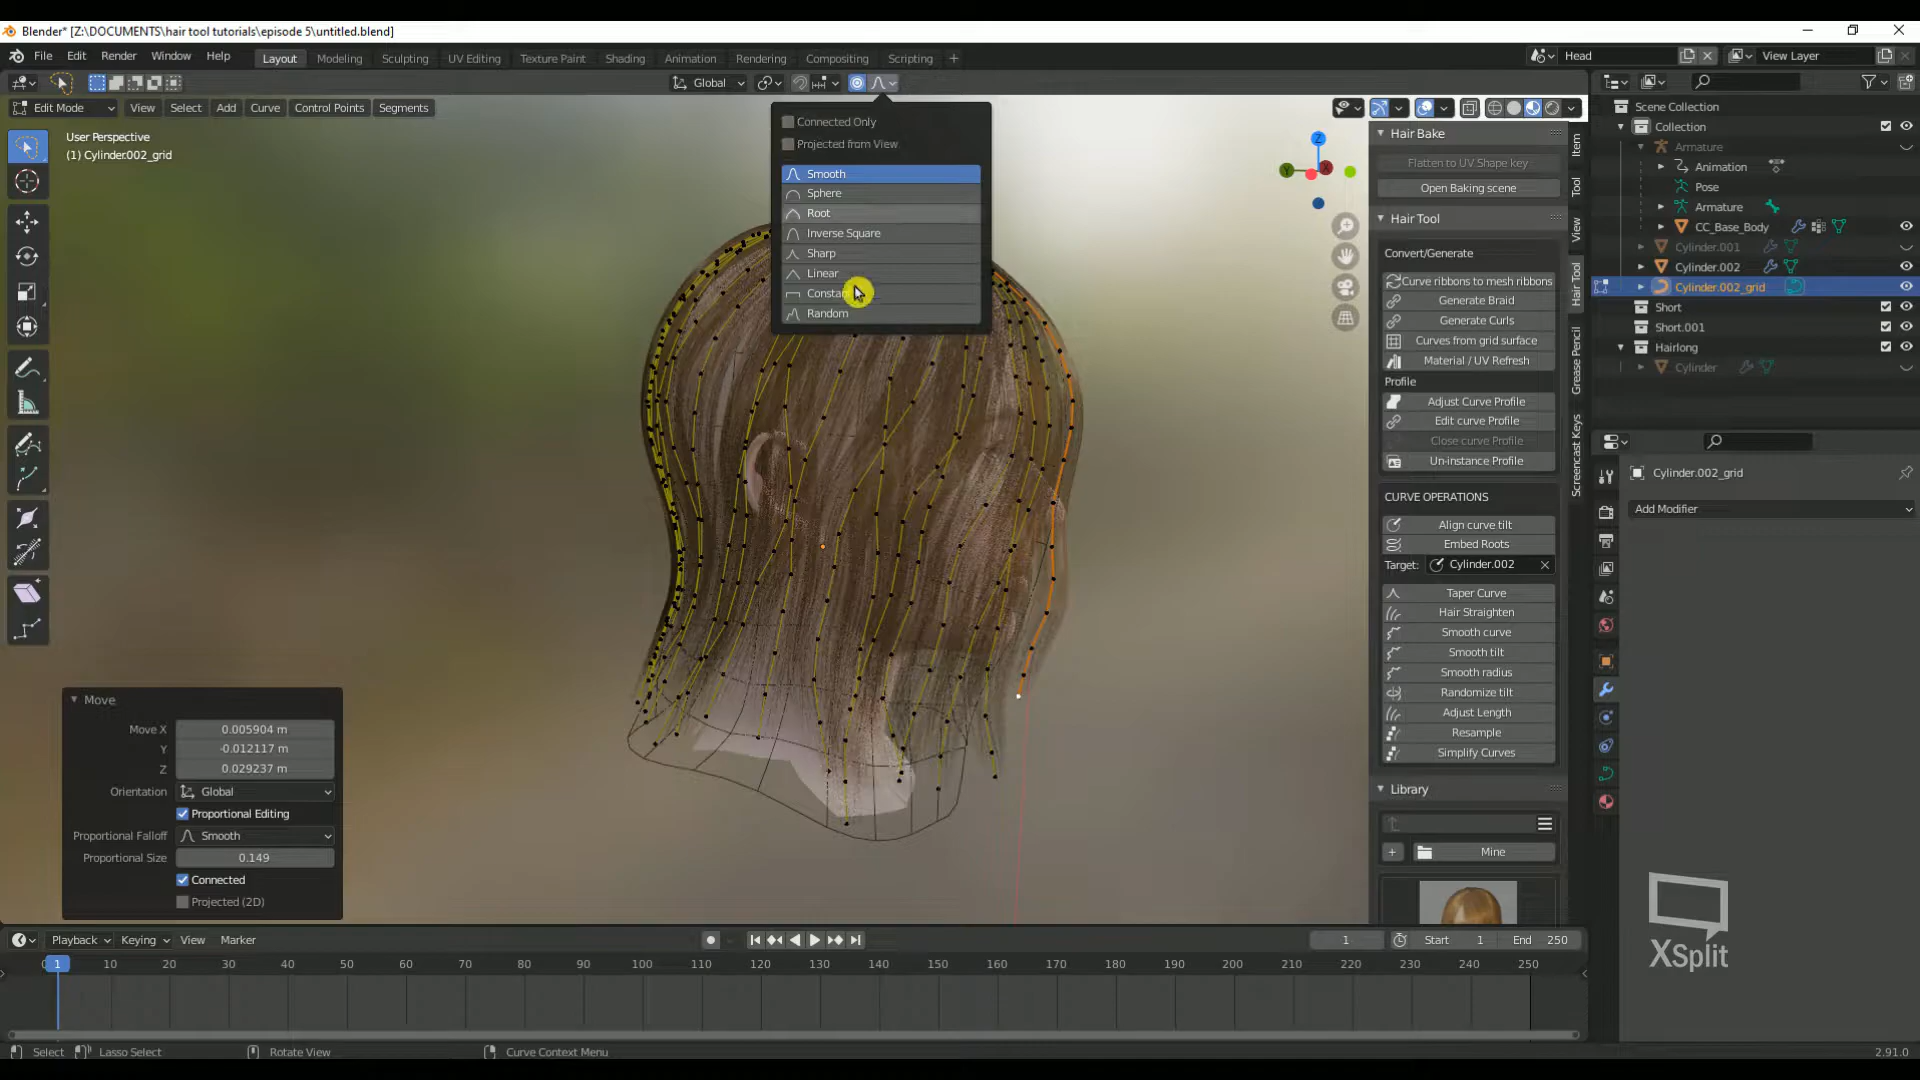 Blender* [Z:\DOCUMENTS\hair tool tutorials\episode 5\untitled.blend]
File Edit Render Window Help Layout Modeling Sculpting UV Editing Texture Paint Shading Animation Rendering Compositing Scripting + Head View Layer
Global
Edit Mode View Select Add Curve Control Points Segments
User Perspective
(1) Cylinder.002_grid
Connected Only
Projected from View
Smooth
Sphere
Root
Inverse Square
Sharp
Linear
Constant
Random
Z
Y
X
Hair Bake
Flatten to UV Shape key
Open Baking scene
Hair Tool
Convert/Generate
Curve ribbons to mesh ribbons
Generate Braid
Generate Curls
Curves from grid surface
Material / UV Refresh
Profile
Adjust Curve Profile
Edit curve Profile
Close curve Profile
Un-instance Profile
CURVE OPERATIONS
Align curve tilt
Embed Roots
Target: Cylinder.002
Taper Curve
Hair Straighten
Smooth curve
Smooth tilt
Smooth radius
Randomize tilt
Adjust Length
Resample
Simplify Curves
Library
Mine
Item
Tool
View
Hair Tool
Grease Pencil
Screencast Keys
Scene Collection
Collection
Armature
Animation
Pose
Armature
CC_Base_Body
Cylinder.001
Cylinder.002
Cylinder.002_grid
Short
Short.001
Hairlong
Cylinder
Cylinder.002_grid
Add Modifier
Move
Move X 0.005904 m
Y -0.012117 m
Z 0.029237 m
Orientation Global
Proportional Editing
Proportional Falloff Smooth
Proportional Size 0.149
Connected
Projected (2D)
XSplit
Playback Keying View Marker 1 Start 1 End 250
0 1 10 20 30 40 50 60 70 80 90 100 110 120 130 140 150 160 170 180 190 200 210 220 230 240 250
Select Lasso Select Rotate View Curve Context Menu 2.91.0